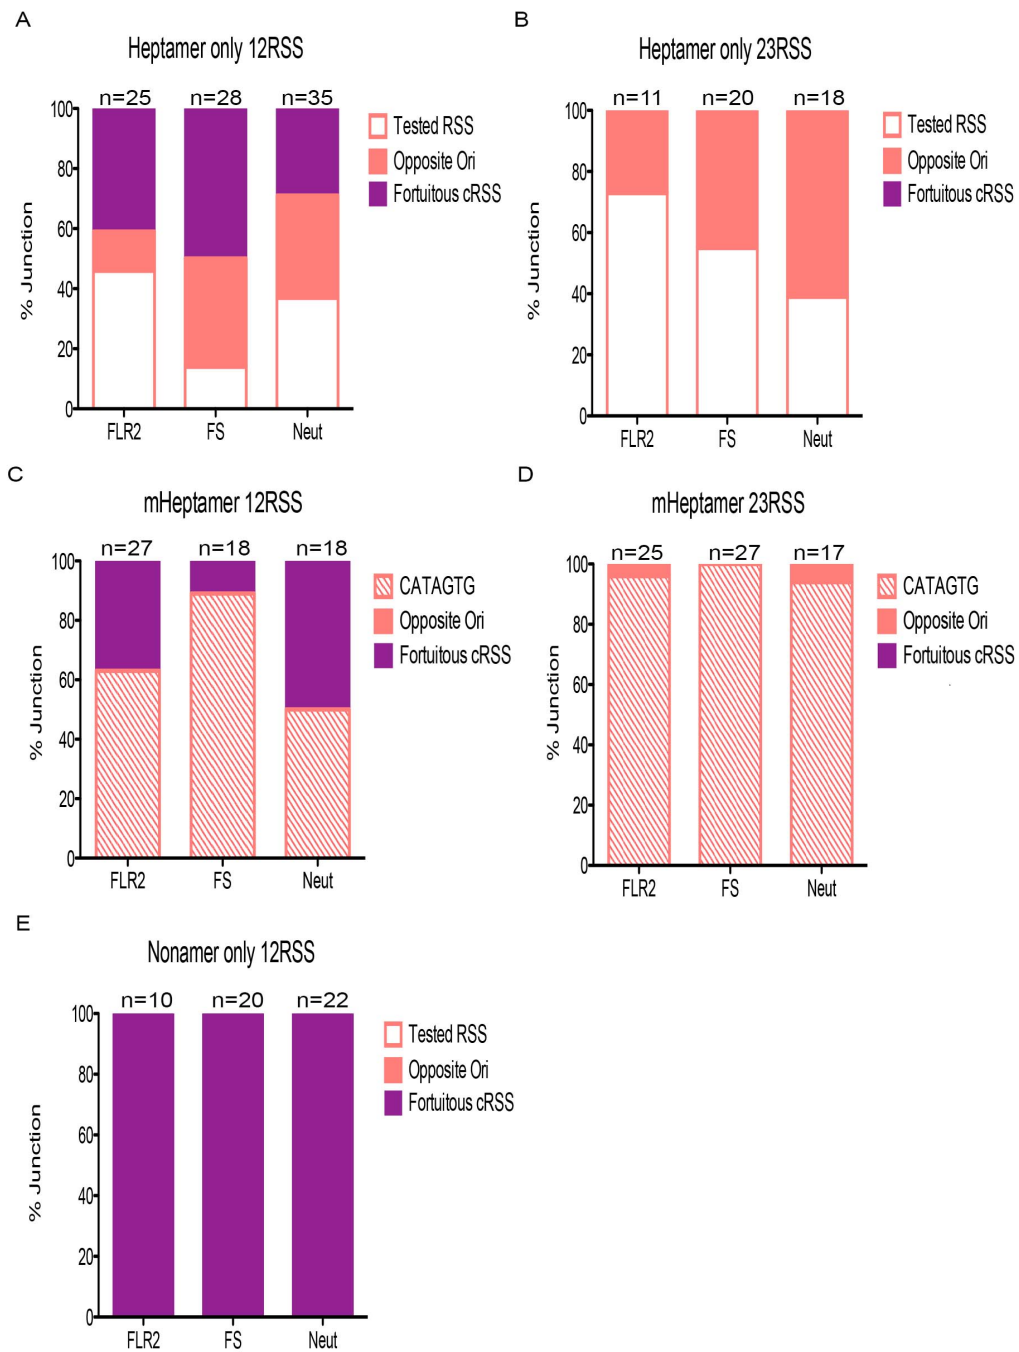 A
Heptamer only 12RSS
n=25 n=28 n=35
100
80
60
40
20
0
% Junction
FLR2 FS Neut
Tested RSS
Opposite Ori
Fortuitous cRSS
B
Heptamer only 23RSS
n=11 n=20 n=18
100
80
60
40
20
0
% Junction
FLR2 FS Neut
Tested RSS
Opposite Ori
Fortuitous cRSS
C
mHeptamer 12RSS
n=27 n=18 n=18
100
80
60
40
20
0
% Junction
FLR2 FS Neut
CATAGTG
Opposite Ori
Fortuitous cRSS
D
mHeptamer 23RSS
n=25 n=27 n=17
100
80
60
40
20
0
% Junction
FLR2 FS Neut
CATAGTG
Opposite Ori
Fortuitous cRSS
E
Nonamer only 12RSS
n=10 n=20 n=22
100
80
60
40
20
0
% Junction
FLR2 FS Neut
Tested RSS
Opposite Ori
Fortuitous cRSS